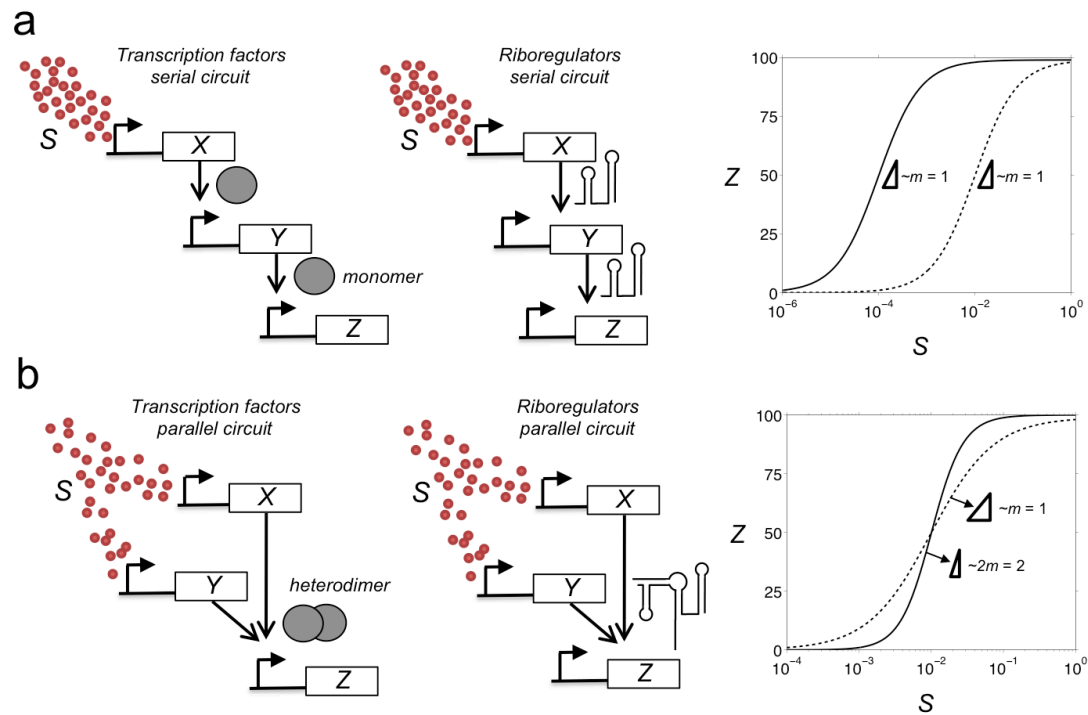 a
Transcription factors
serial circuit
S
X
Y
monomer
Z
Riboregulators
serial circuit
S
X
Y
Z
100
75
50
25
0
Z
~m = 1
~m = 1
10⁻⁶
10⁻⁴
10⁻²
10⁰
S
b
Transcription factors
parallel circuit
S
X
Y
heterodimer
Z
Riboregulators
parallel circuit
S
X
Y
Z
100
75
50
25
0
Z
~m = 1
~2m = 2
10⁻⁴
10⁻³
10⁻²
10⁻¹
10⁰
S